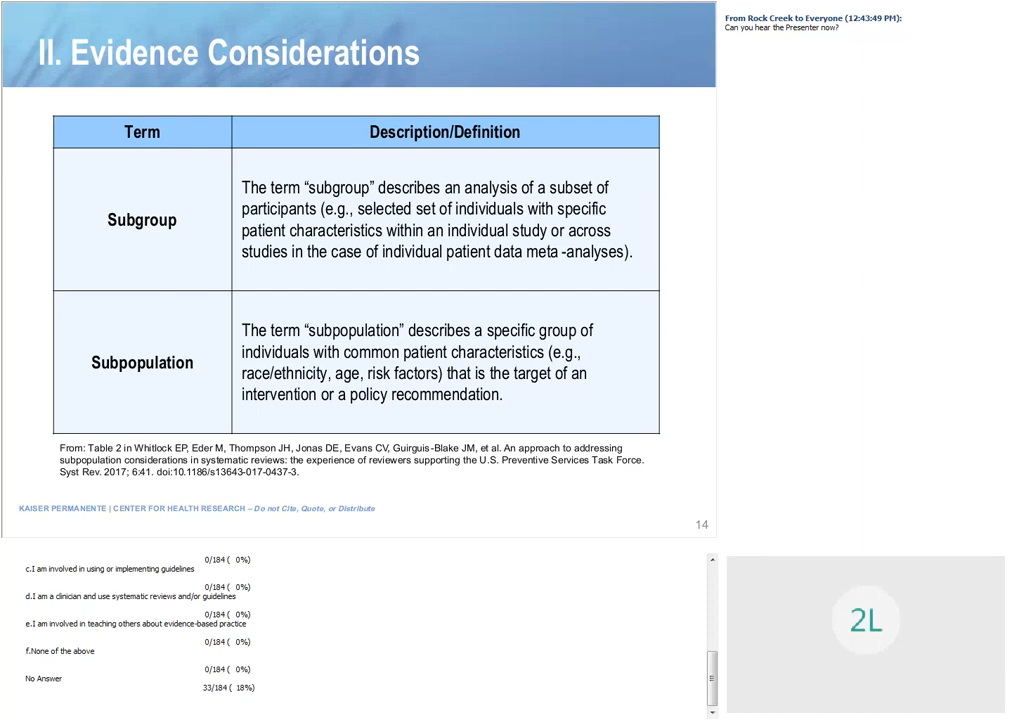 II. Evidence Considerations
Term
Description/Definition
Subgroup
The term “subgroup” describes an analysis of a subset of
participants (e.g., selected set of individuals with specific
patient characteristics within an individual study or across
studies in the case of individual patient data meta -analyses).
Subpopulation
The term “subpopulation” describes a specific group of
individuals with common patient characteristics (e.g.,
race/ethnicity, age, risk factors) that is the target of an
intervention or a policy recommendation.
From: Table 2 in Whitlock EP, Eder M, Thompson JH, Jonas DE, Evans CV, Guirguis-Blake JM, et al. An approach to addressing
subpopulation considerations in systematic reviews: the experience of reviewers supporting the U.S. Preventive Services Task Force.
Syst Rev. 2017; 6:41. doi:10.1186/s13643-017-0437-3.
KAISER PERMANENTE | CENTER FOR HEALTH RESEARCH – Do not Cite, Quote, or Distribute
14
From Rock Creek to Everyone (12:43:49 PM):
Can you hear the Presenter now?
0/184 ( 0%)
c.I am involved in using or implementing guidelines
0/184 ( 0%)
d.I am a clinician and use systematic reviews and/or guidelines
0/184 ( 0%)
e.I am involved in teaching others about evidence-based practice
0/184 ( 0%)
f.None of the above
0/184 ( 0%)
No Answer
33/184 ( 18%)
2L